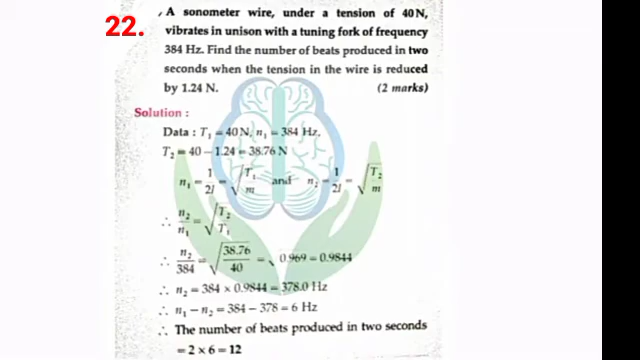 22.
A sonometer wire, under a tension of 40 N,
vibrates in unison with a tuning fork of frequency
384 Hz. Find the number of beats produced in two
seconds when the tension in the wire is reduced
by 1.24 N. (2 marks)
Solution :
Data : T₁ = 40 N, n₁ = 384 Hz,
T₂ = 40 – 1.24 = 38.76 N
n₁ = 1/2l = √(T₁/m) and n₂ = 1/2l = √(T₂/m)
∴ n₂/n₁ = √(T₂/T₁)
∴ n₂/384 = √(38.76/40) = √0.969 = 0.9844
∴ n₂ = 384 × 0.9844 = 378.0 Hz
∴ n₁ – n₂ = 384 – 378 = 6 Hz
∴ The number of beats produced in two seconds
= 2 × 6 = 12